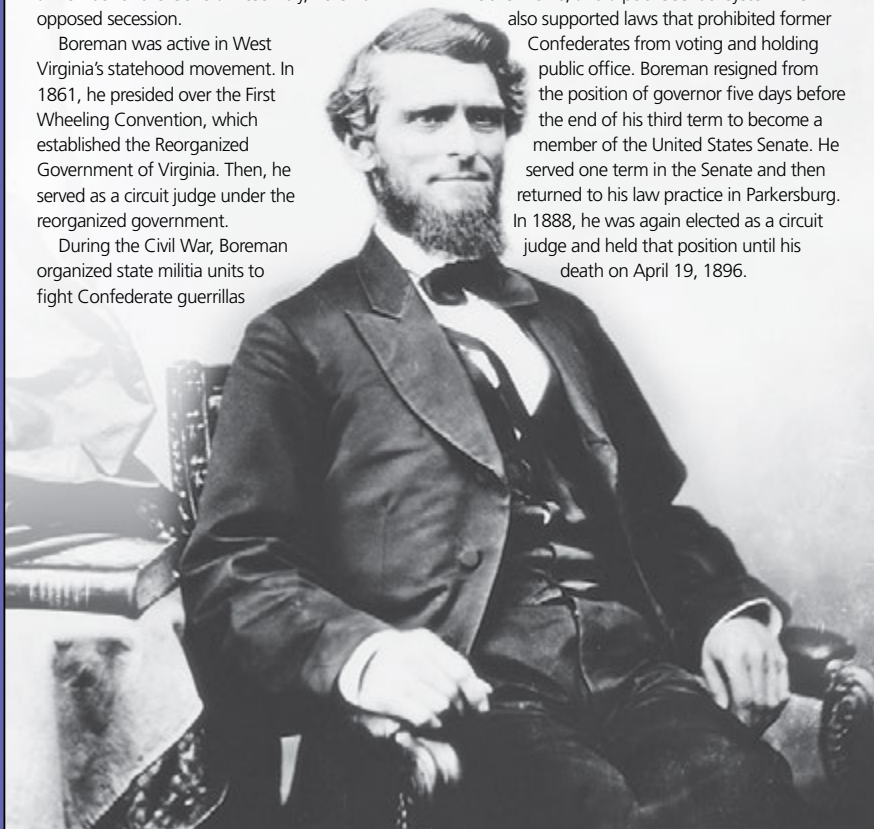 opposed secession.
Boreman was active in West
Virginia's statehood movement. In
1861, he presided over the First
Wheeling Convention, which
established the Reorganized
Government of Virginia. Then, he
served as a circuit judge under the
reorganized government.
During the Civil War, Boreman
organized state militia units to
fight Confederate guerrillas
also supported laws that prohibited former
Confederates from voting and holding
public office. Boreman resigned from
the position of governor five days before
the end of his third term to become a
member of the United States Senate. He
served one term in the Senate and then
returned to his law practice in Parkersburg.
In 1888, he was again elected as a circuit
judge and held that position until his
death on April 19, 1896.